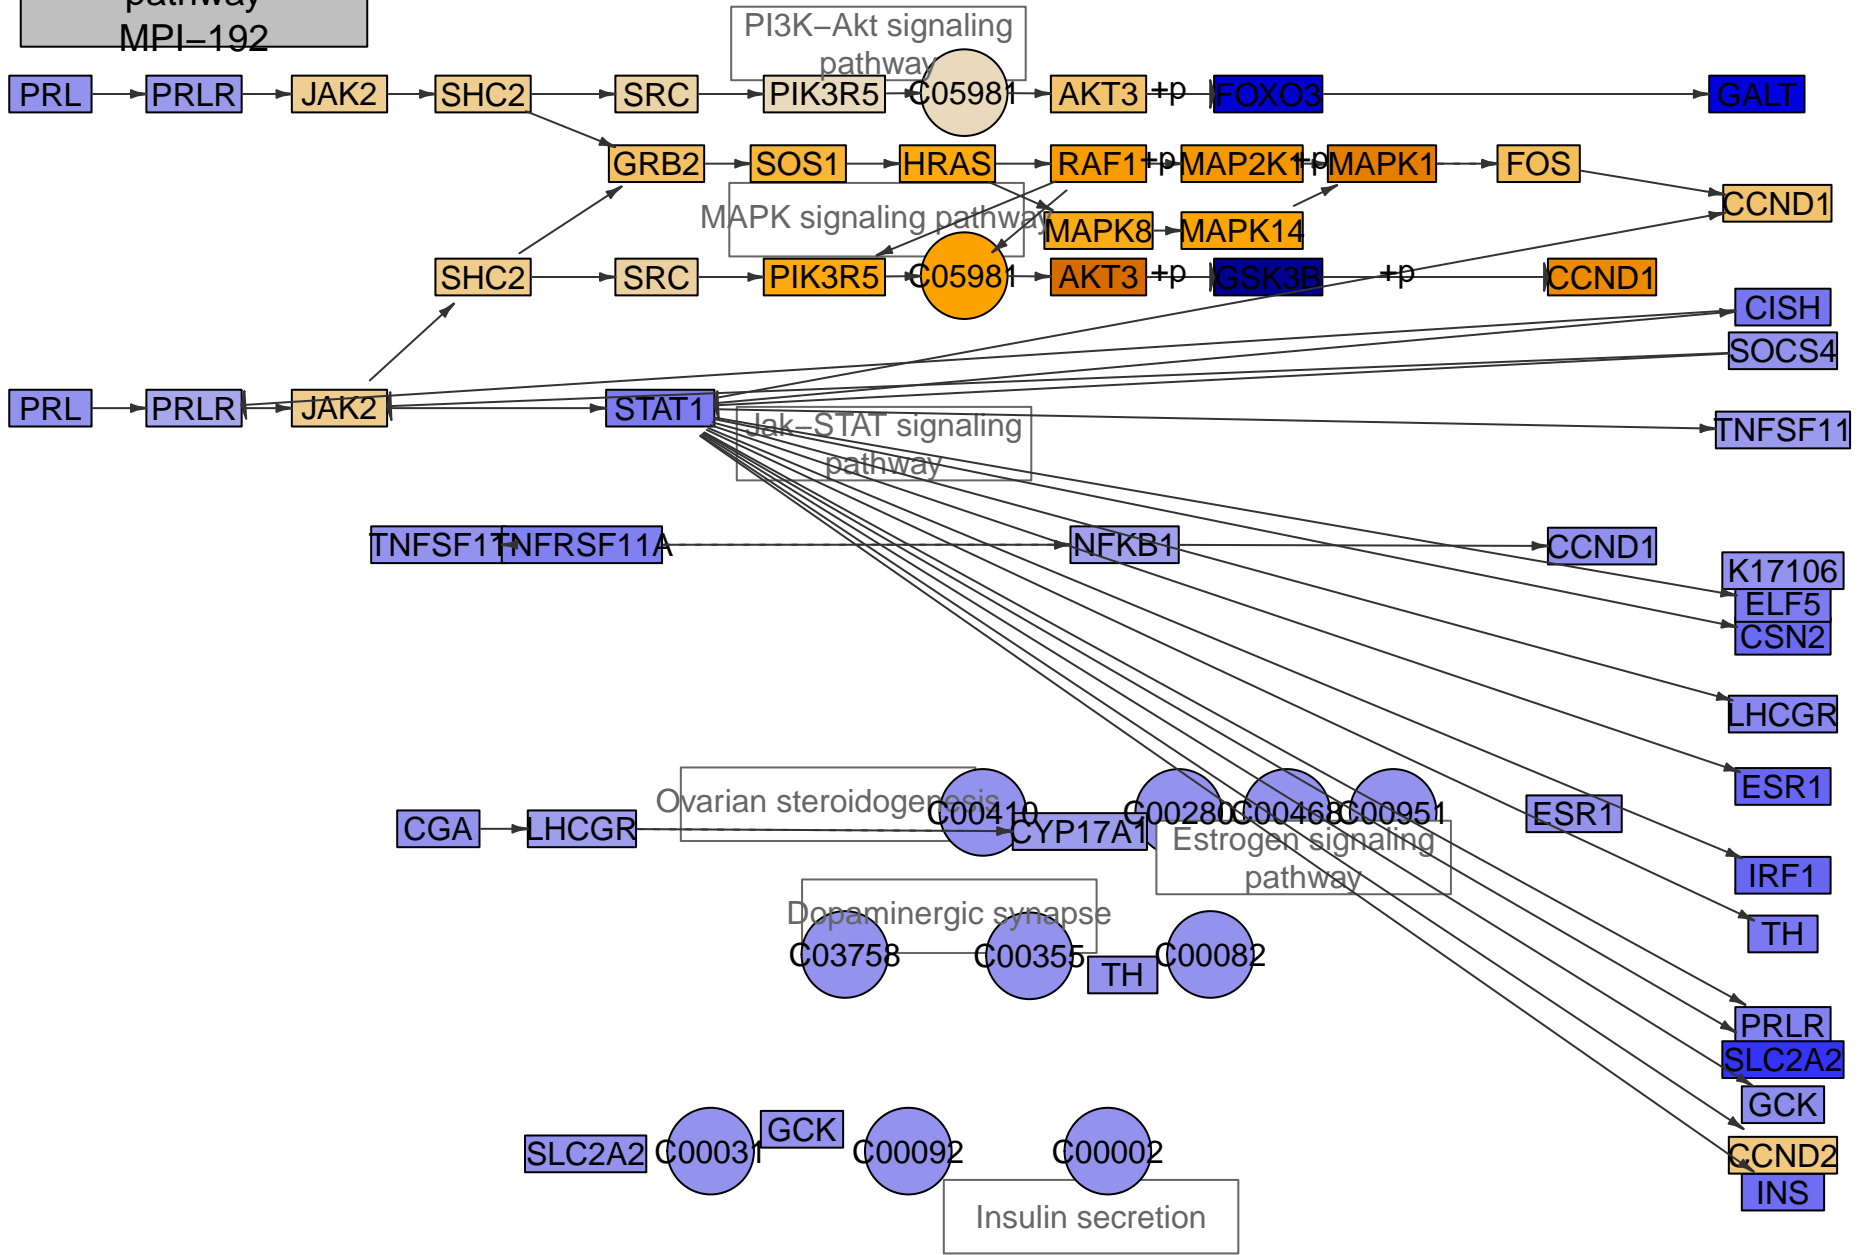 pathway
MPI−192
PI3K−Akt signaling
pathway
PRL
PRLR
JAK2
SHC2
SRC
PIK3R5
C05981
AKT3
+p
FOXO3
GALT
GRB2
SOS1
HRAS
RAF1
+p
MAP2K1
+p
MAPK1
FOS
CCND1
MAPK signaling pathway
MAPK8
MAPK14
SHC2
SRC
PIK3R5
C05981
AKT3
+p
GSK3B
+p
CCND1
CISH
SOCS4
PRL
PRLR
JAK2
STAT1
Jak−STAT signaling
pathway
TNFSF11
TNFSF11
TNFRSF11A
NFKB1
CCND1
K17106
ELF5
CSN2
LHCGR
ESR1
Ovarian steroidogenesis
C00410
C00280
C00468
C00951
ESR1
CGA
LHCGR
CYP17A1
Estrogen signaling
pathway
IRF1
Dopaminergic synapse
TH
C03758
C00355
TH
C00082
PRLR
SLC2A2
GCK
SLC2A2
C00031
GCK
C00092
C00002
CCND2
INS
Insulin secretion